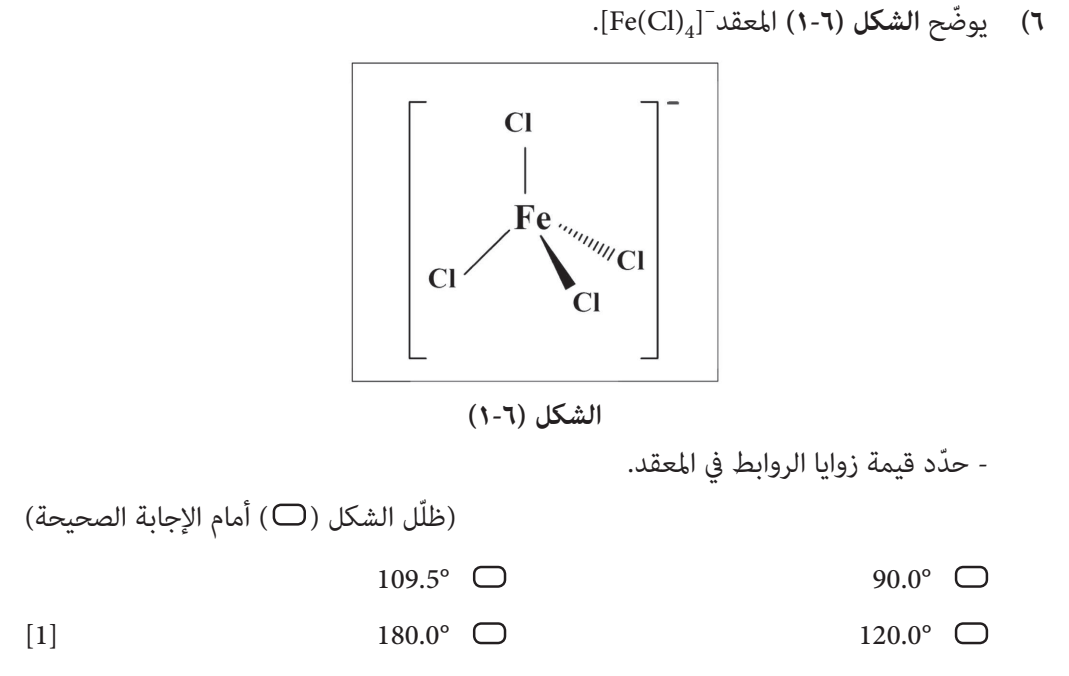 ٦) يوضّح الشكل (٦-١) المعقد [Fe(Cl)₄]⁻.
Cl
Fe
Cl
Cl
Cl
الشكل (٦-١)
- حدّد قيمة زوايا الروابط في المعقد.
(ظلّل الشكل () أمام الإجابة الصحيحة)
90.0° 109.5°
120.0° 180.0° [1]